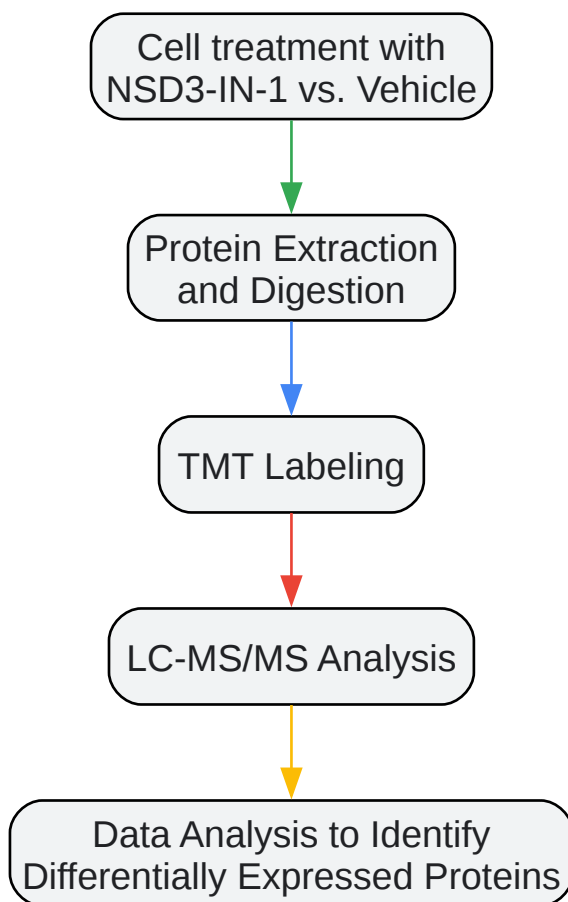 Cell treatment with
NSD3-IN-1 vs. Vehicle
Protein Extraction
and Digestion
TMT Labeling
LC-MS/MS Analysis
Data Analysis to Identify
Differentially Expressed Proteins